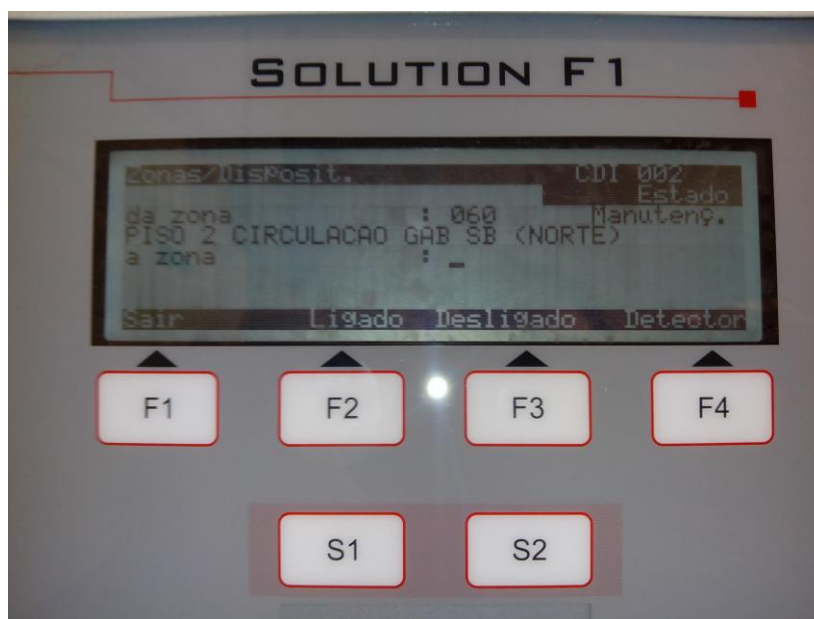 SOLUTION F1
Zonas/Disposit. CDI 002
Estado
da zona : 060 Manutenç.
PISO 2 CIRCULACAO GAB SB (NORTE)
a zona : _
Sair Ligado Desligado Detector
F1 F2 F3 F4
S1 S2